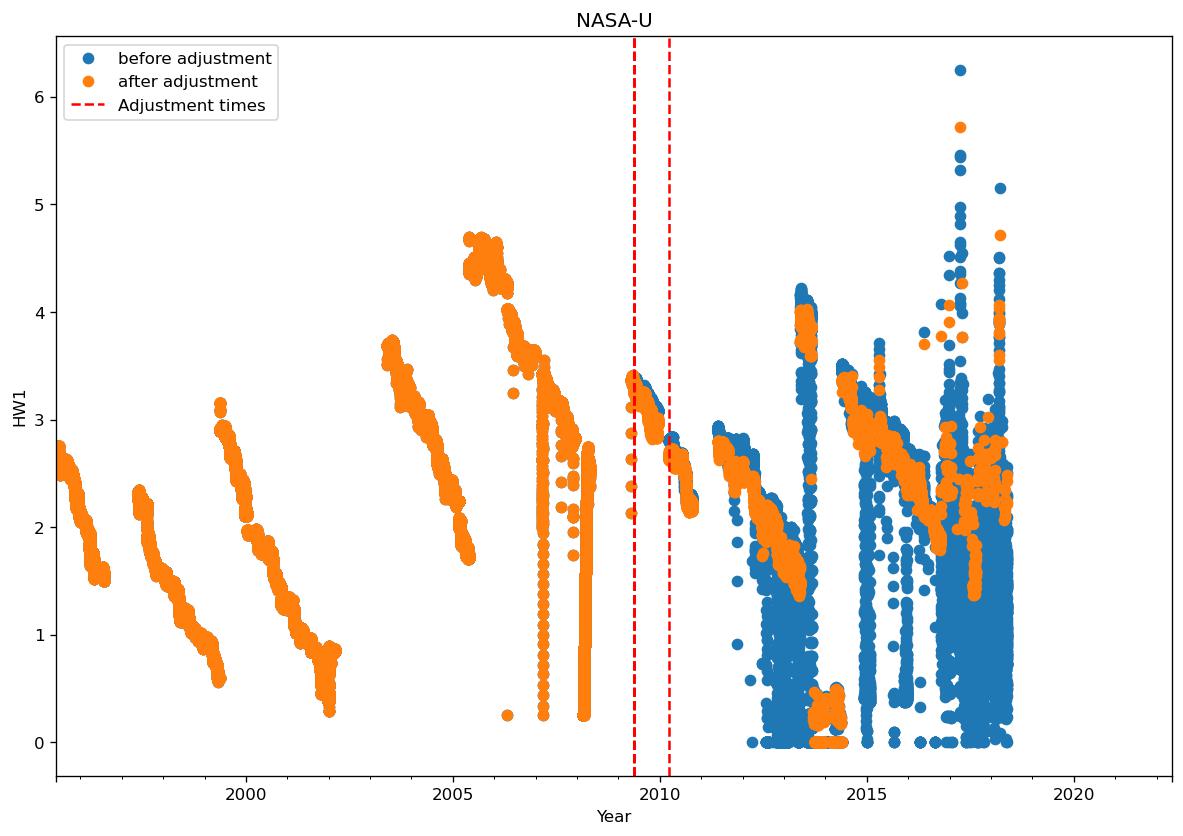 NASA-U
before adjustment
after adjustment
Adjustment times
HW1
6
5
4
3
2
1
0
2000
2005
2010
2015
2020
Year